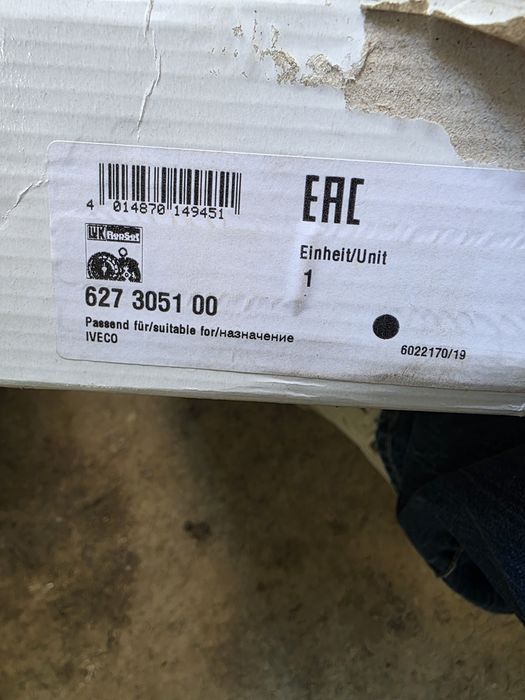 4 014870 149451
EAC
LuK RepSet
Einheit/Unit
1
627 3051 00
Passend für/suitable for/назначение
IVECO
6022170/19